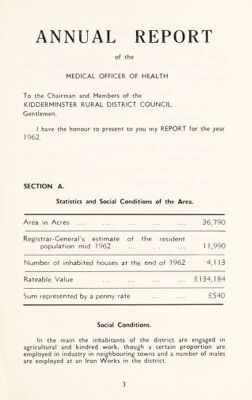 ANNUAL REPORT
of the
MEDICAL OFFICER OF HEALTH
To the Chairman and Members of the
KIDDERMINSTER RURAL DISTRICT COUNCIL.
Gentlemen,
I have the honour to present to you my REPORT for the year
1962.
SECTION A.
Statistics and Social Conditions of the Area.
Area in Acres ... ... ... ... ... 36,790
Registrar-General's estimate of the resident
population mid 1962 ... ... ... 11,990
Number of inhabited houses at the end of 1962 4,113
Rateable Value ... ... ... £134,184
Sum represented by a penny rate ... ... £540
Social Conditions.
In the main the inhabitants of the district are engaged in
agricultural and kindred work, though a certain proportion are
employed in industry in neighbouring towns and a number of males
are employed at an Iron Works in the district.
3